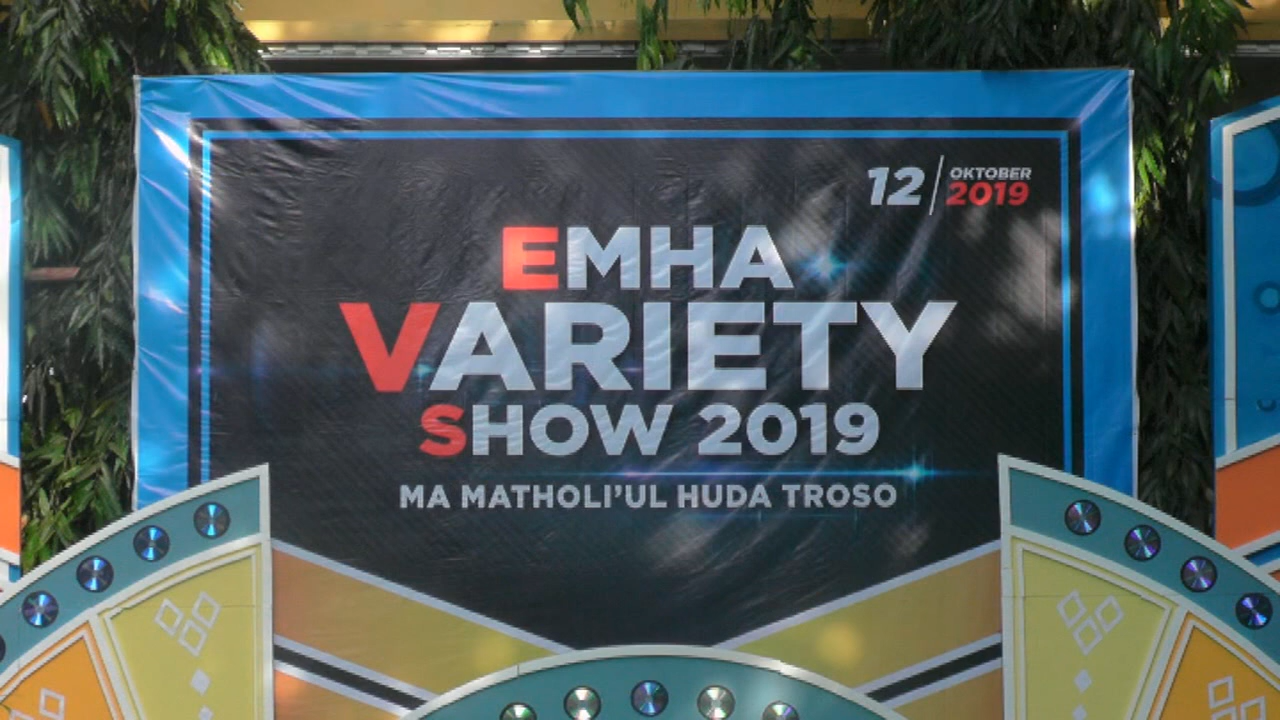 12 OKTOBER
2019
EMHA
VARIETY
SHOW 2019
MA MATHOLI'UL HUDA TROSO